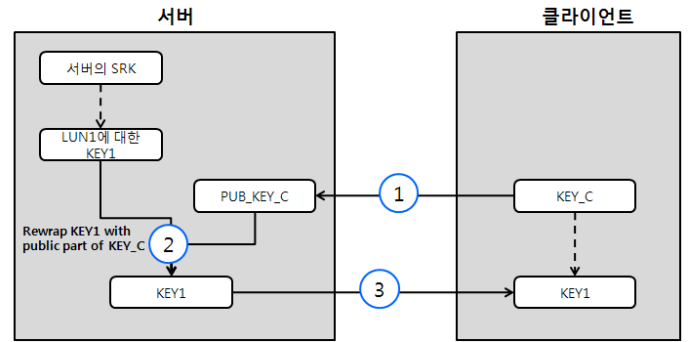 서버
클라이언트
서버의 SRK
LUN1에 대한
KEY1
PUB_KEY_C
1
KEY_C
Rewrap KEY1 with
public part of KEY_C
2
KEY1
3
KEY1